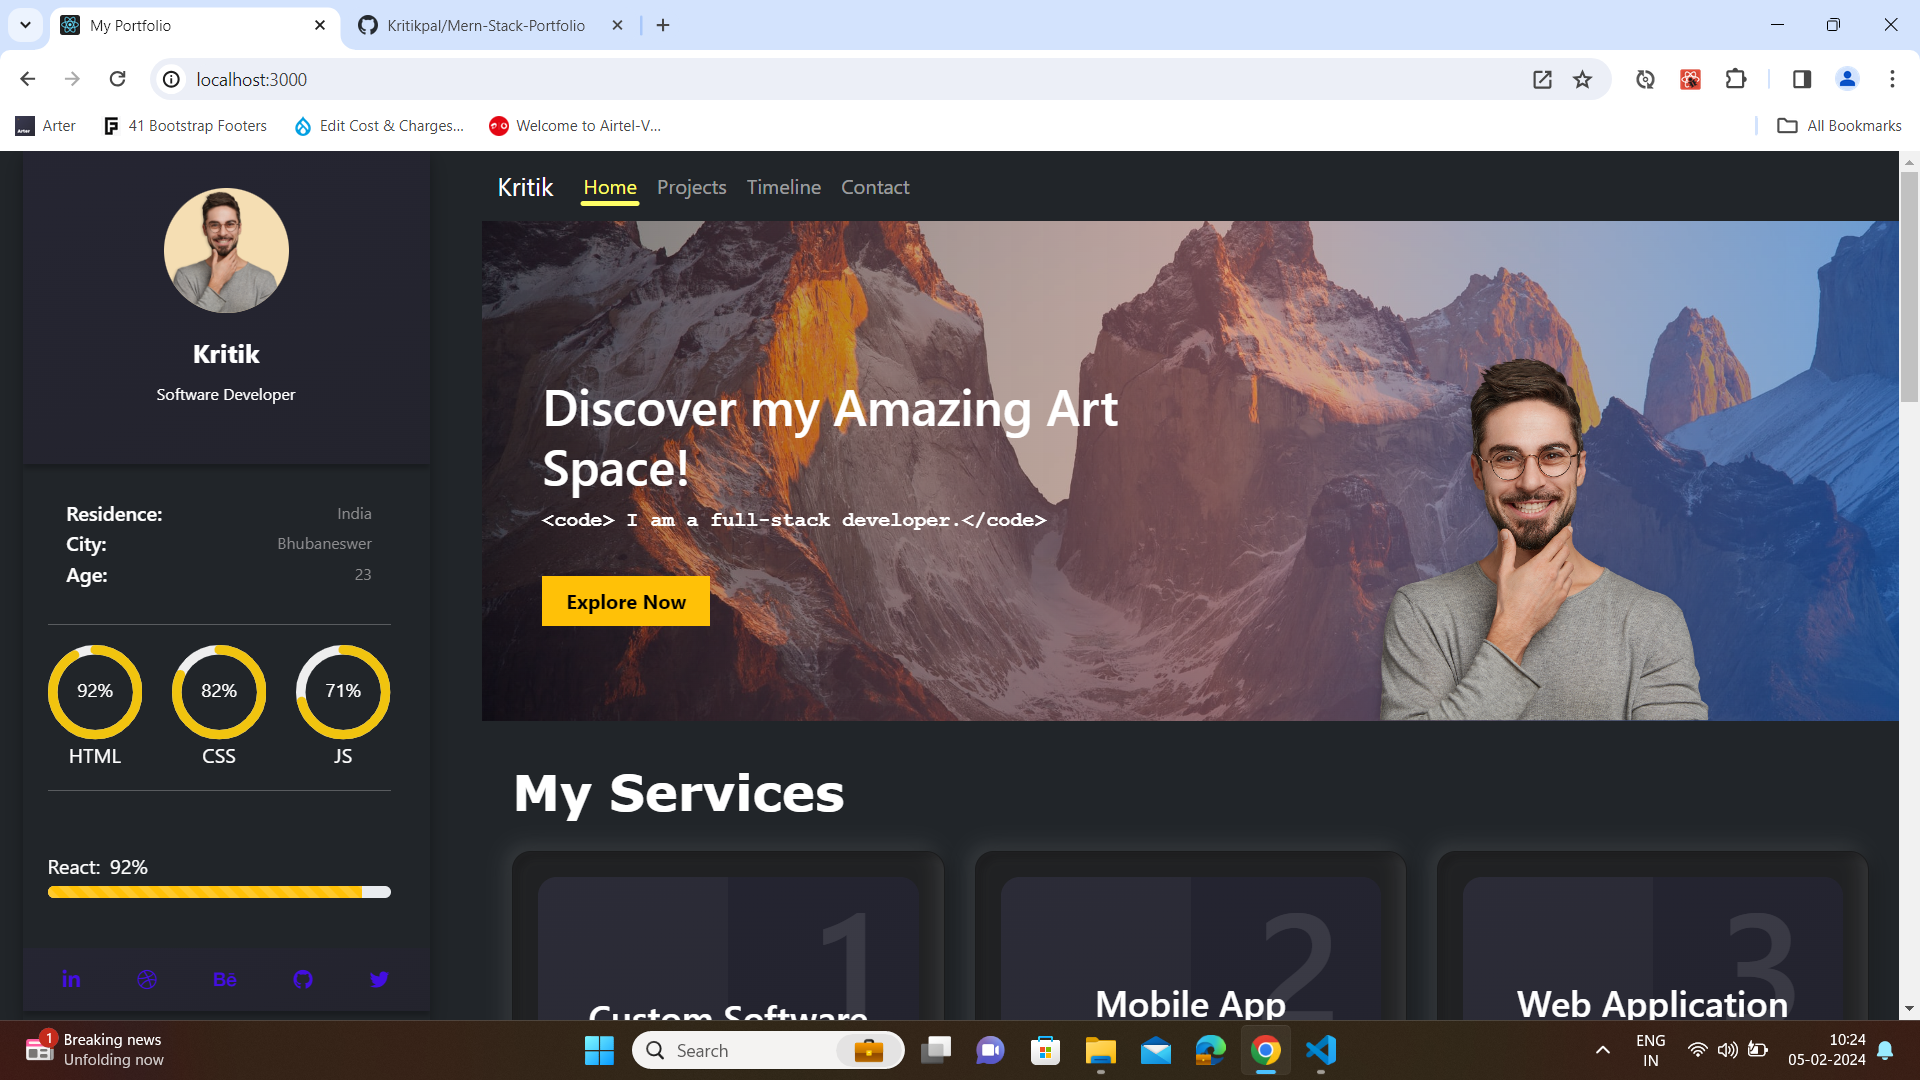 My Portfolio
Kritikpal/Mern-Stack-Portfolio
localhost:3000
Arter
41 Bootstrap Footers
Edit Cost & Charges...
Welcome to Airtel-V...
All Bookmarks
Kritik
Software Developer
Residence: India
City: Bhubaneswer
Age: 23
92% 82% 71%
HTML CSS JS
React: 92%
Bē
Kritik Home Projects Timeline Contact
Discover my Amazing Art
Space!
<code> I am a full-stack developer.</code>
Explore Now
My Services
1
Custom Software
2
Mobile App
3
Web Application
1
Breaking news
Unfolding now
Search
ENG
IN
10:24
05-02-2024